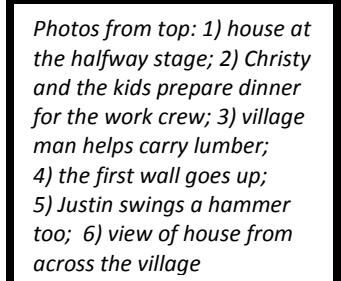 Photos from top: 1) house at
the halfway stage; 2) Christy
and the kids prepare dinner
for the work crew; 3) village
man helps carry lumber;
4) the first wall goes up;
5) Justin swings a hammer
too;  6) view of house from
across the village